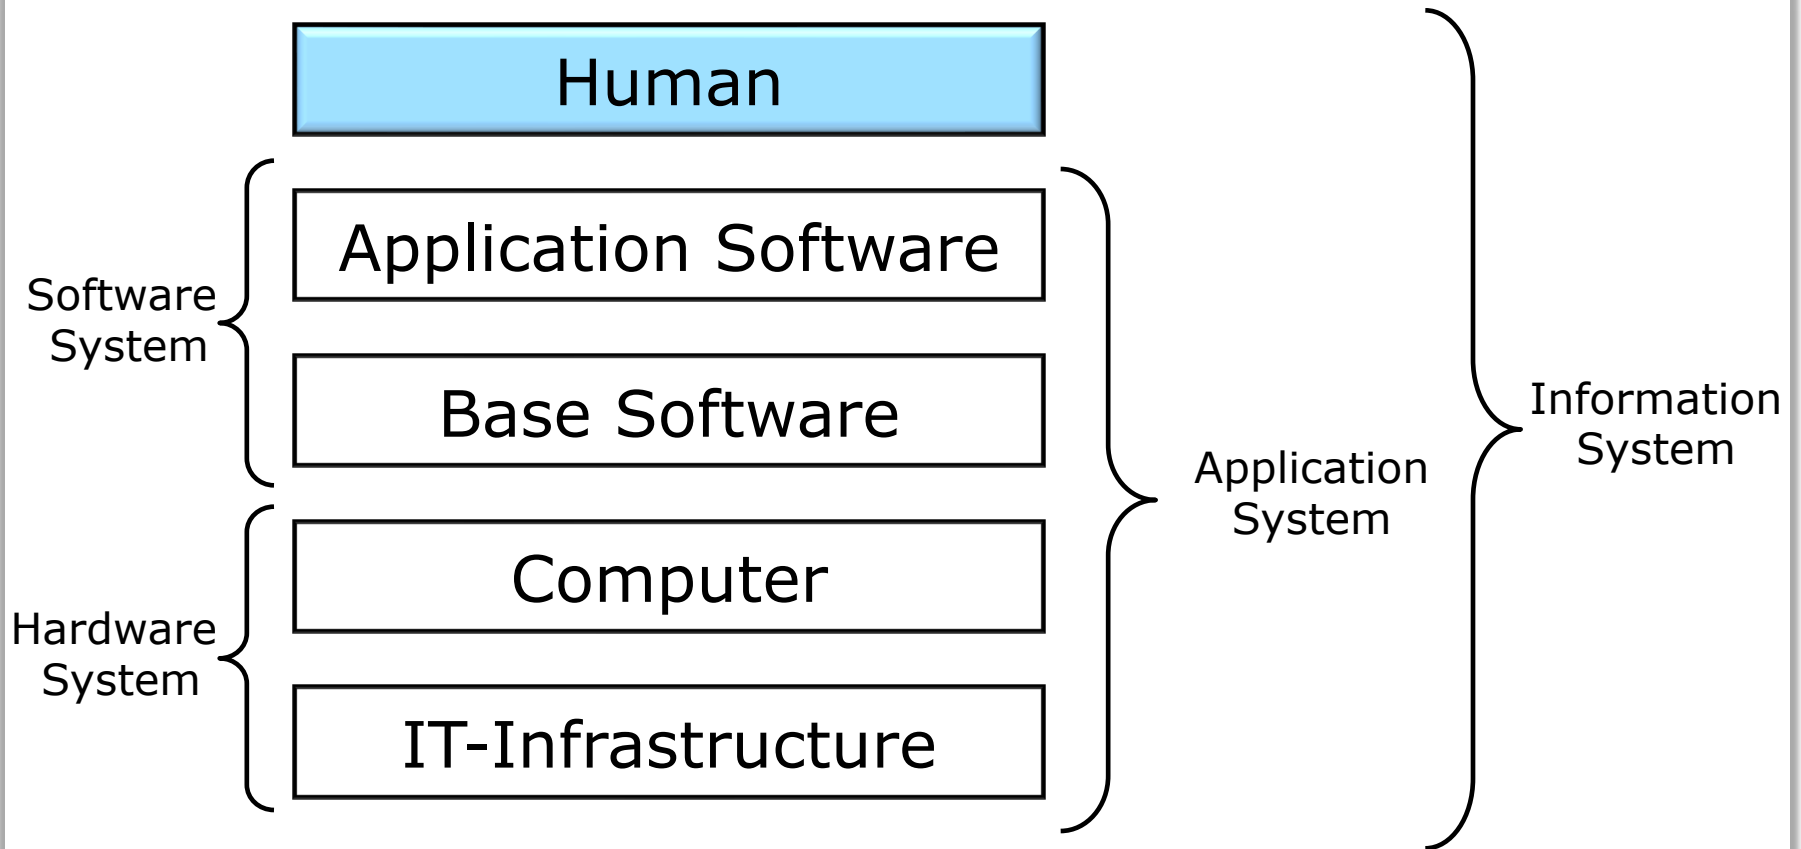 Human
Application Software
Software
System
Base Software
Computer
Hardware
System
IT-Infrastructure
Application
System
Information
System